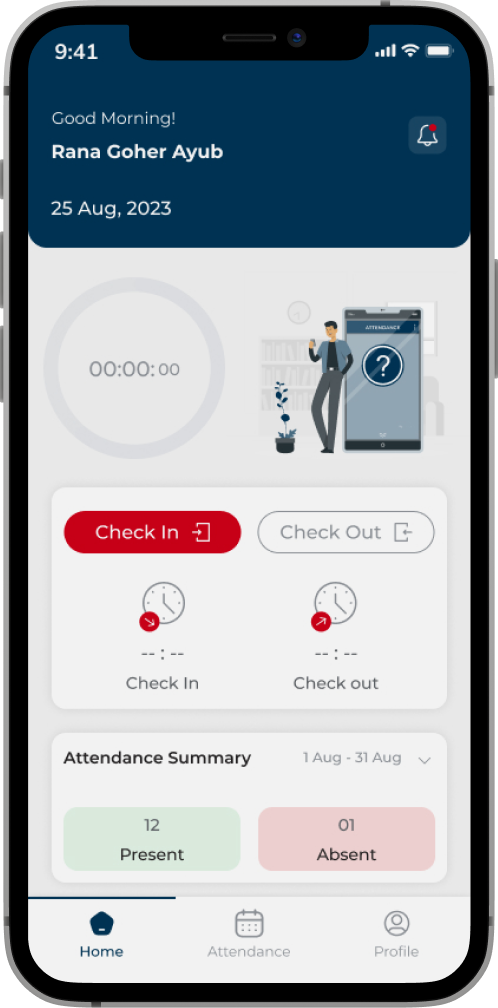 9:41
Good Morning!
Rana Goher Ayub
25 Aug, 2023
00:00:00
ATTENDANCE
?
Check In
Check Out
-- : --
-- : --
Check In
Check out
Attendance Summary
1 Aug - 31 Aug
12
01
Present
Absent
Home
Attendance
Profile